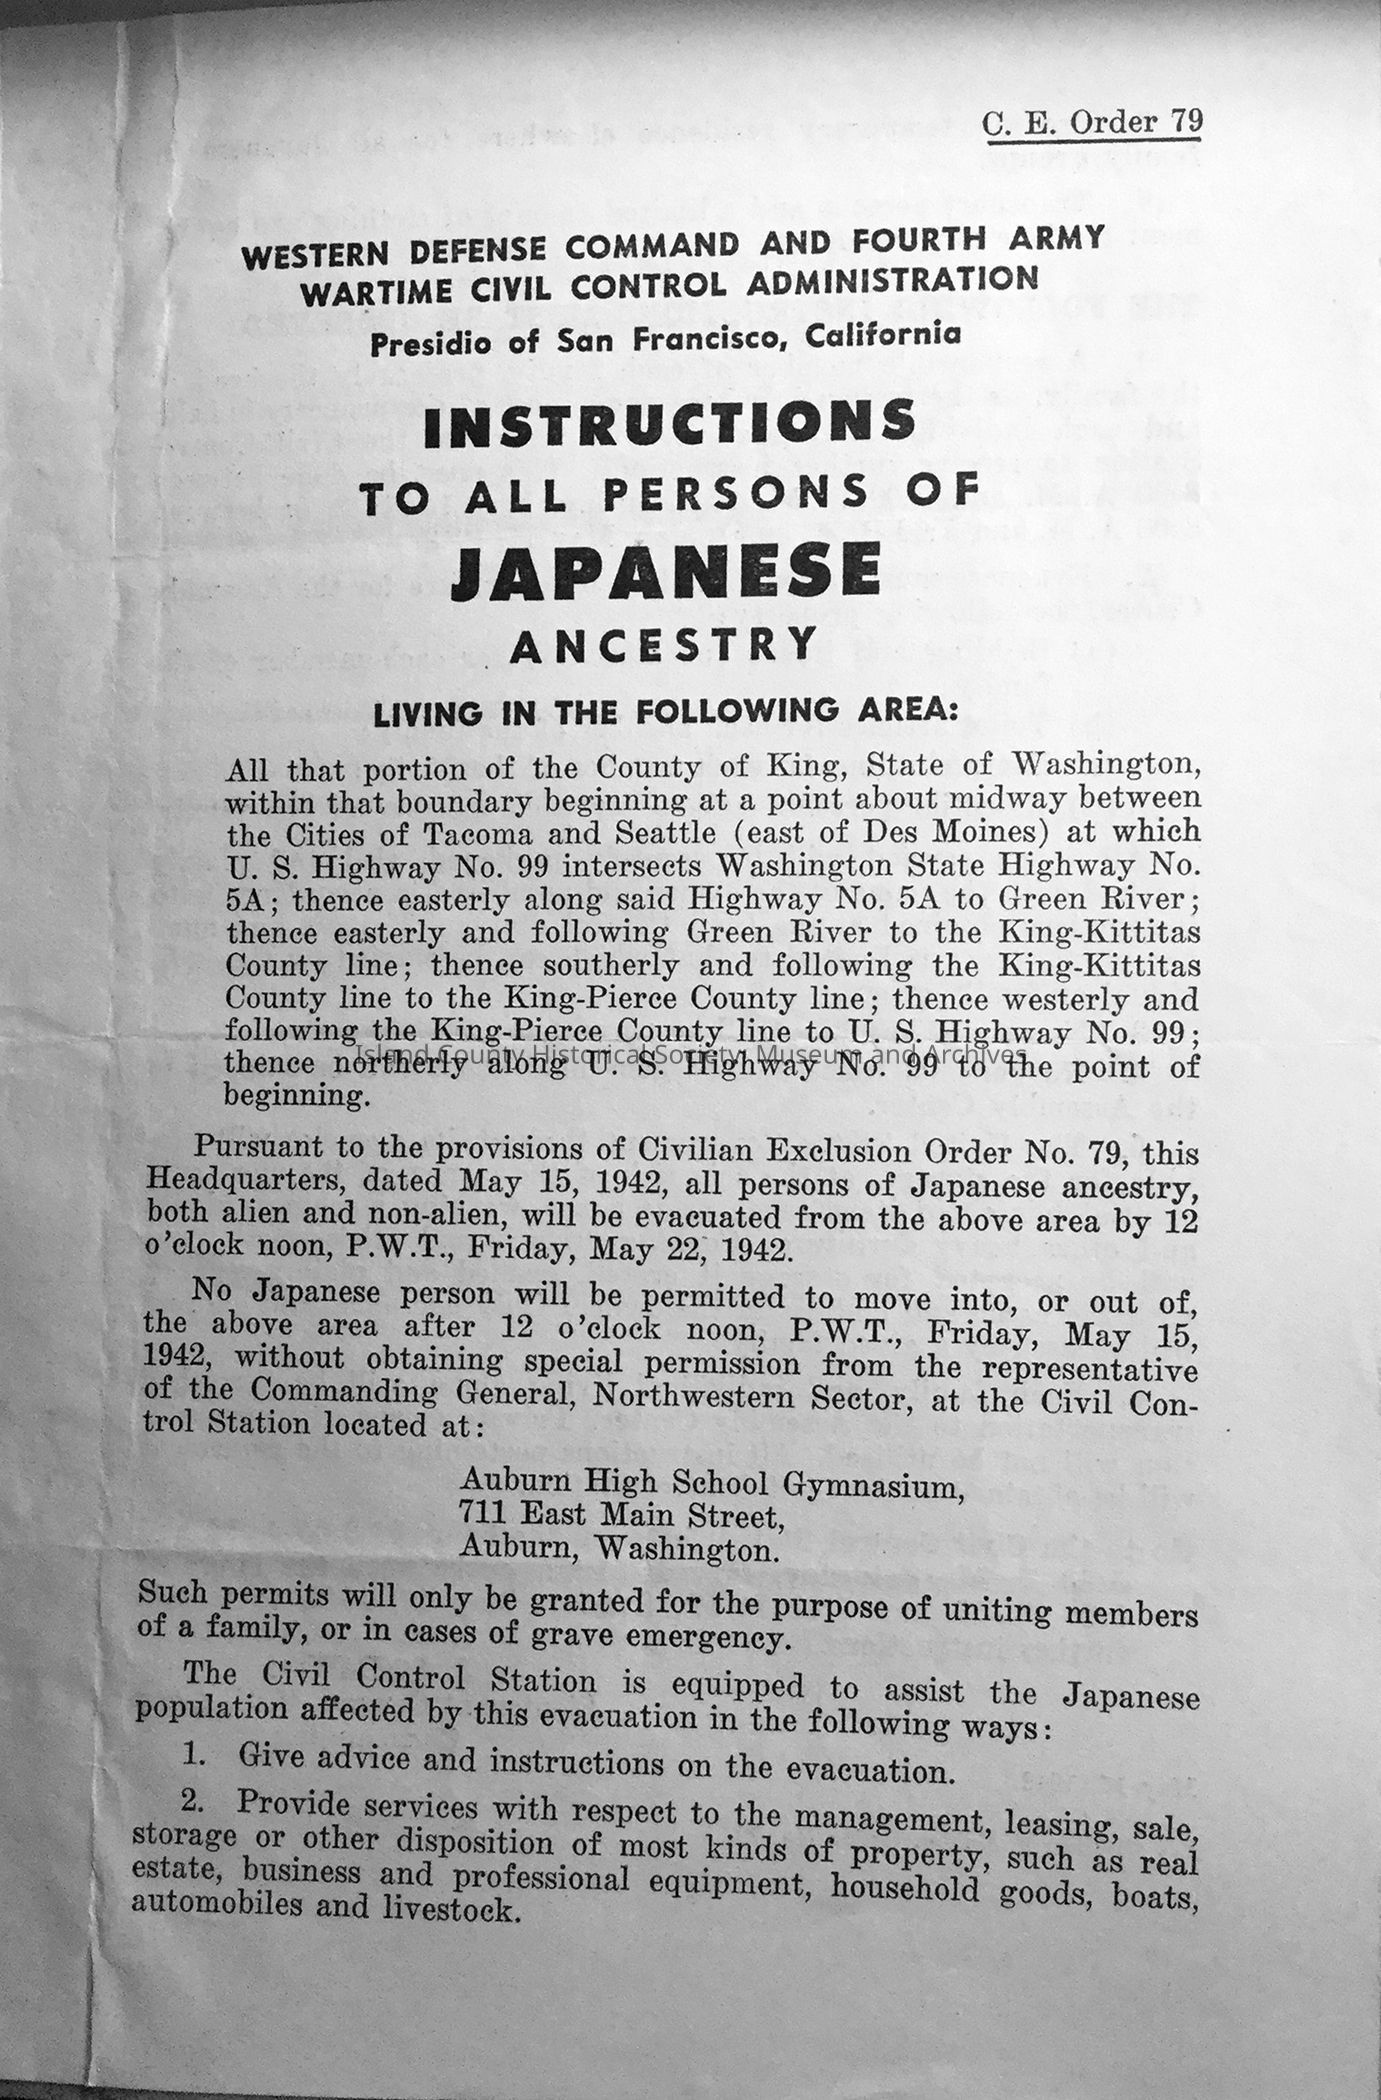 C. E. Order 79
WESTERN DEFENSE COMMAND AND FOURTH ARMY
WARTIME CIVIL CONTROL ADMINISTRATION
Presidio of San Francisco, California
INSTRUCTIONS
TO ALL PERSONS OF
JAPANESE
ANCESTRY
LIVING IN THE FOLLOWING AREA:
All that portion of the County of King, State of Washington,
within that boundary beginning at a point about midway between
the Cities of Tacoma and Seattle (east of Des Moines) at which
U. S. Highway No. 99 intersects Washington State Highway No.
5A; thence easterly along said Highway No. 5A to Green River;
thence easterly and following Green River to the King-Kittitas
County line; thence southerly and following the King-Kittitas
County line to the King-Pierce County line; thence westerly and
following the King-Pierce County line to U. S. Highway No. 99;
Island County Historical Society, Museum and Archives
thence northerly along U. S. Highway No. 99 to the point of
beginning.
Pursuant to the provisions of Civilian Exclusion Order No. 79, this
Headquarters, dated May 15, 1942, all persons of Japanese ancestry,
both alien and non-alien, will be evacuated from the above area by 12
o'clock noon, P.W.T., Friday, May 22, 1942.
No Japanese person will be permitted to move into, or out of,
the above area after 12 o'clock noon, P.W.T., Friday, May 15,
1942, without obtaining special permission from the representative
of the Commanding General, Northwestern Sector, at the Civil Con-
trol Station located at:
Auburn High School Gymnasium,
711 East Main Street,
Auburn, Washington.
Such permits will only be granted for the purpose of uniting members
of a family, or in cases of grave emergency.
The Civil Control Station is equipped to assist the Japanese
population affected by this evacuation in the following ways:
1. Give advice and instructions on the evacuation.
2. Provide services with respect to the management, leasing, sale,
storage or other disposition of most kinds of property, such as real
estate, business and professional equipment, household goods, boats,
automobiles and livestock.